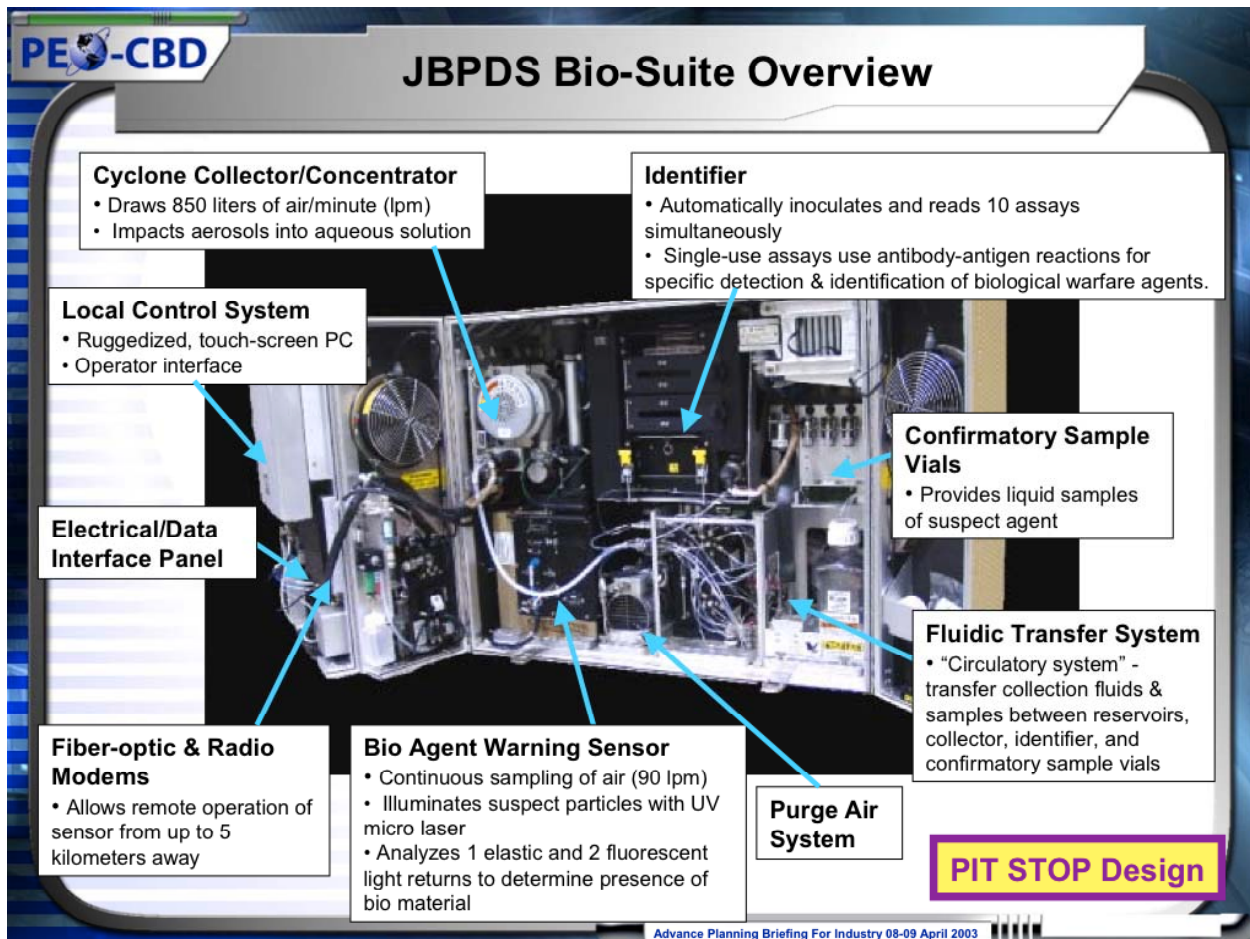 PEO-CBD
JBPDS Bio-Suite Overview
Cyclone Collector/Concentrator
• Draws 850 liters of air/minute (lpm)
• Impacts aerosols into aqueous solution
Identifier
• Automatically inoculates and reads 10 assays
simultaneously
• Single-use assays use antibody-antigen reactions for
specific detection & identification of biological warfare agents.
Local Control System
• Ruggedized, touch-screen PC
• Operator interface
Confirmatory Sample
Vials
• Provides liquid samples
of suspect agent
Electrical/Data
Interface Panel
Fluidic Transfer System
• “Circulatory system” -
transfer collection fluids &
samples between reservoirs,
collector, identifier, and
confirmatory sample vials
Fiber-optic & Radio
Modems
• Allows remote operation of
sensor from up to 5
kilometers away
Bio Agent Warning Sensor
• Continuous sampling of air (90 lpm)
• Illuminates suspect particles with UV
micro laser
• Analyzes 1 elastic and 2 fluorescent
light returns to determine presence of
bio material
Purge Air
System
PIT STOP Design
Advance Planning Briefing For Industry 08-09 April 2003